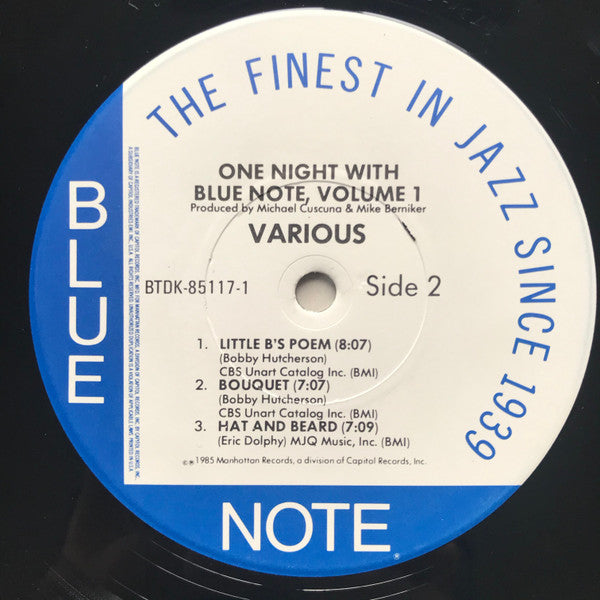 THE FINEST IN JAZZ SINCE 1939
BLUE
NOTE
®
ONE NIGHT WITH
BLUE NOTE, VOLUME 1
Produced by Michael Cuscuna & Mike Berniker
VARIOUS
BTDK-85117-1
Side 2
1. LITTLE B'S POEM (8:07)
(Bobby Hutcherson)
CBS Unart Catalog Inc. (BMI)
2. BOUQUET (7:07)
(Bobby Hutcherson)
CBS Unart Catalog Inc. (BMI)
3. HAT AND BEARD (7:09)
(Eric Dolphy) MJQ Music, Inc. (BMI)
©℗1985 Manhattan Records, a division of Capitol Records, Inc.